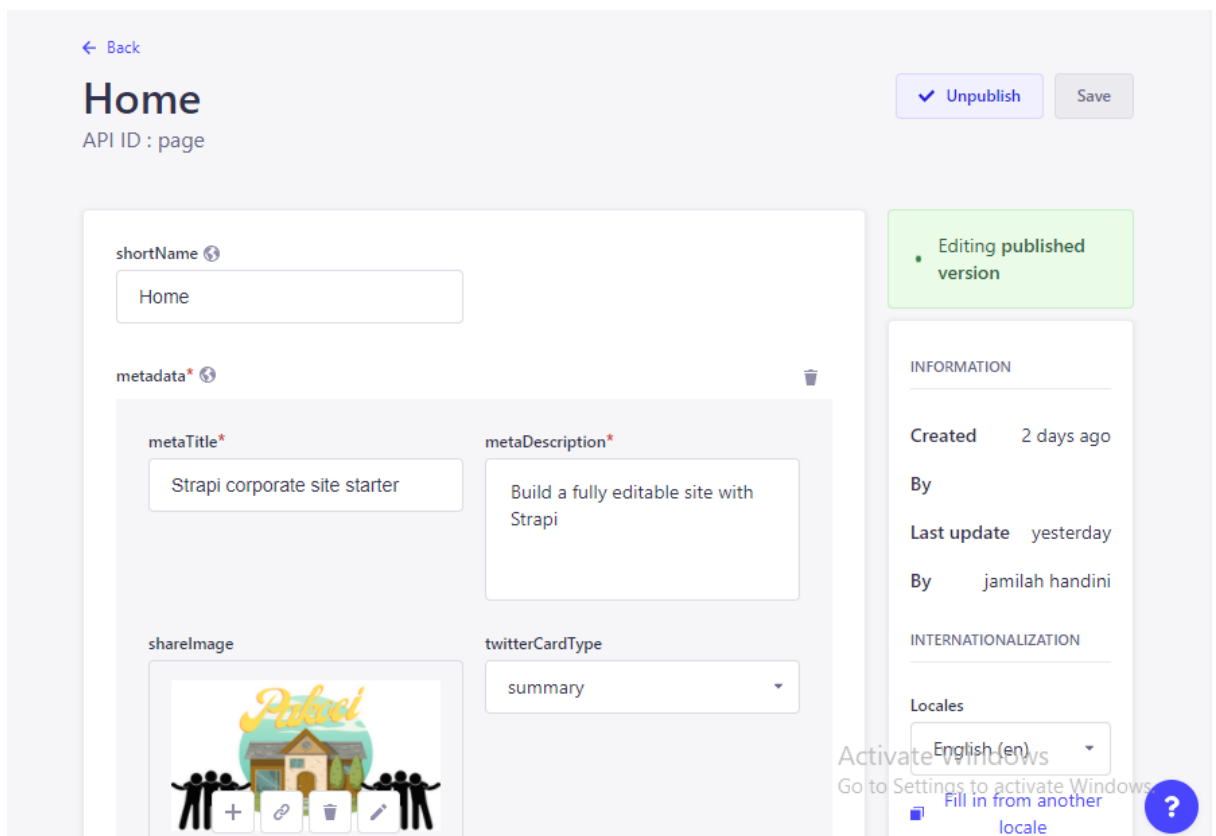 ← Back
Home
API ID : page
✓ Unpublish
Save
shortName
Home
metadata*
metaTitle*
Strapi corporate site starter
metaDescription*
Build a fully editable site with
Strapi
shareImage
Pakoci
twitterCardType
summary
Editing published
version
INFORMATION
Created 2 days ago
By
Last update yesterday
By jamilah handini
INTERNATIONALIZATION
Locales
English (en)
Fill in from another
locale
Activate Windows
Go to Settings to activate Windows.
?